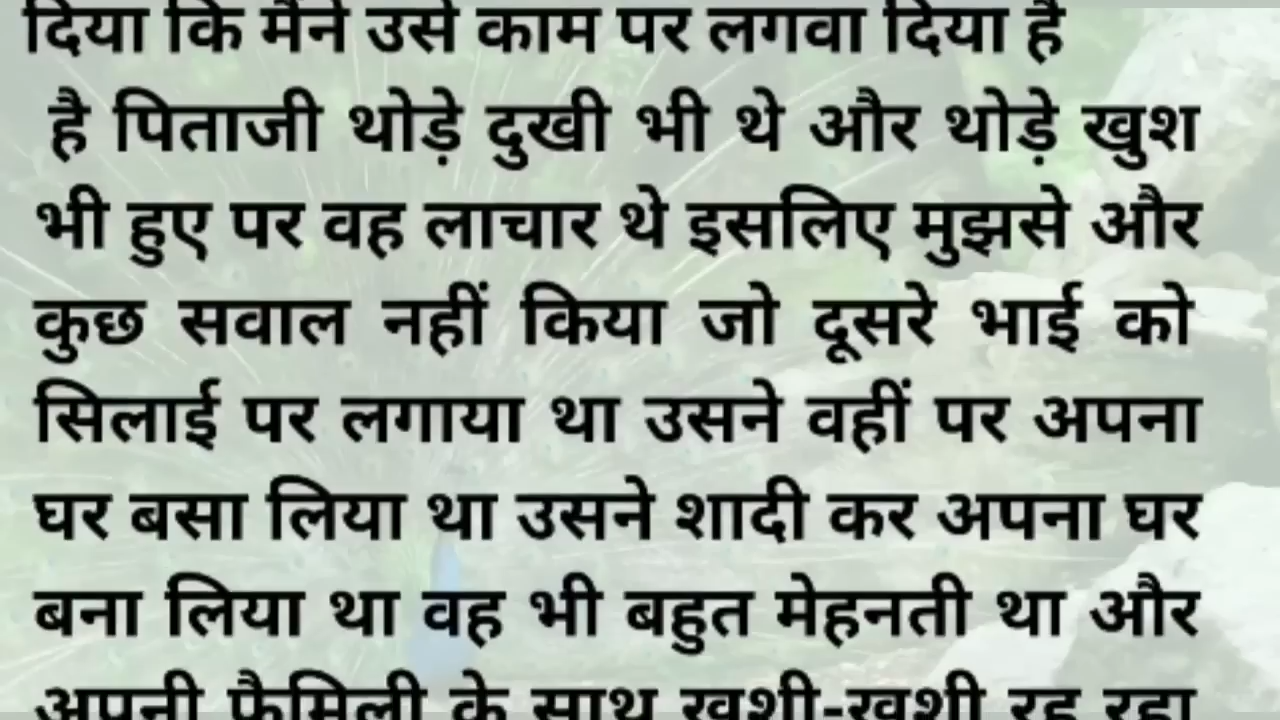 दिया कि मैंने उसे काम पर लगवा दिया है
है पिताजी थोड़े दुखी भी थे और थोड़े खुश
भी हुए पर वह लाचार थे इसलिए मुझसे और
कुछ सवाल नहीं किया जो दूसरे भाई को
सिलाई पर लगाया था उसने वहीं पर अपना
घर बसा लिया था उसने शादी कर अपना घर
बना लिया था वह भी बहुत मेहनती था और
अपनी फैमिली के साथ खुशी-खुशी रह रहा